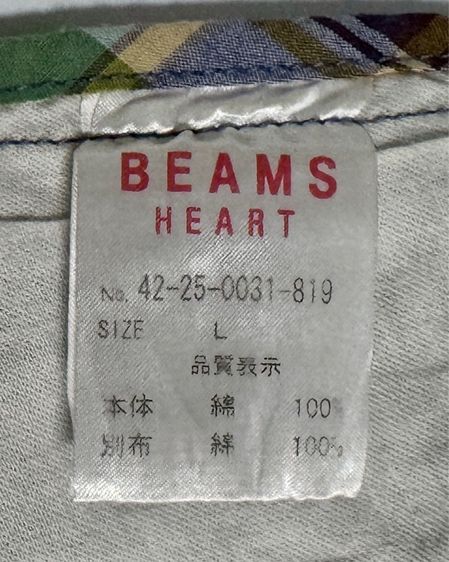 BEAMS
HEART
No. 42-25-0031-819
SIZE L
品質表示
本体 綿 100%
別布 綿 100%